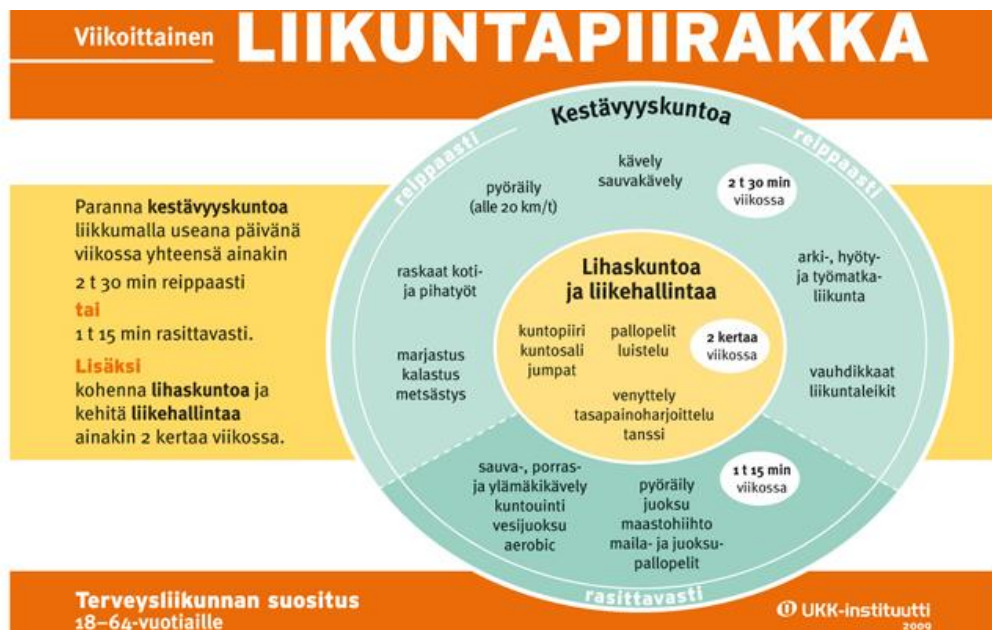 Viikoittainen LIIKUNTAPIIRAKKA
Paranna kestävyyskuntoa
liikkumalla useana päivänä
viikossa yhteensä ainakin
2 t 30 min reippaasti
tai
1 t 15 min rasittavasti.
Lisäksi
kohenna lihaskuntoa ja
kehitä liikehallintaa
ainakin 2 kertaa viikossa.
Kestävyyskuntoa
reippaasti
reippaasti
kävely
sauvakävely
2 t 30 min
viikossa
pyöräily
(alle 20 km/t)
raskaat koti-
ja pihatyöt
arki-, hyöty-
ja työmatka-
liikunta
marjastus
kalastus
metsästys
vauhdikkaat
liikuntaleikit
Lihaskuntoa
ja liikehallintaa
kuntopiiri
kuntosali
jumpat
pallopelit
luistelu
2 kertaa
viikossa
venyttely
tasapainoharjoittelu
tanssi
sauva-, porras-
ja ylämäkikävely
kuntouinti
vesijuoksu
aerobic
pyöräily
juoksu
maastohiihto
maila- ja juoksu-
pallopelit
1 t 15 min
viikossa
rasittavasti
Terveysliikunnan suositus
18–64-vuotiaille
UKK-instituutti
2009